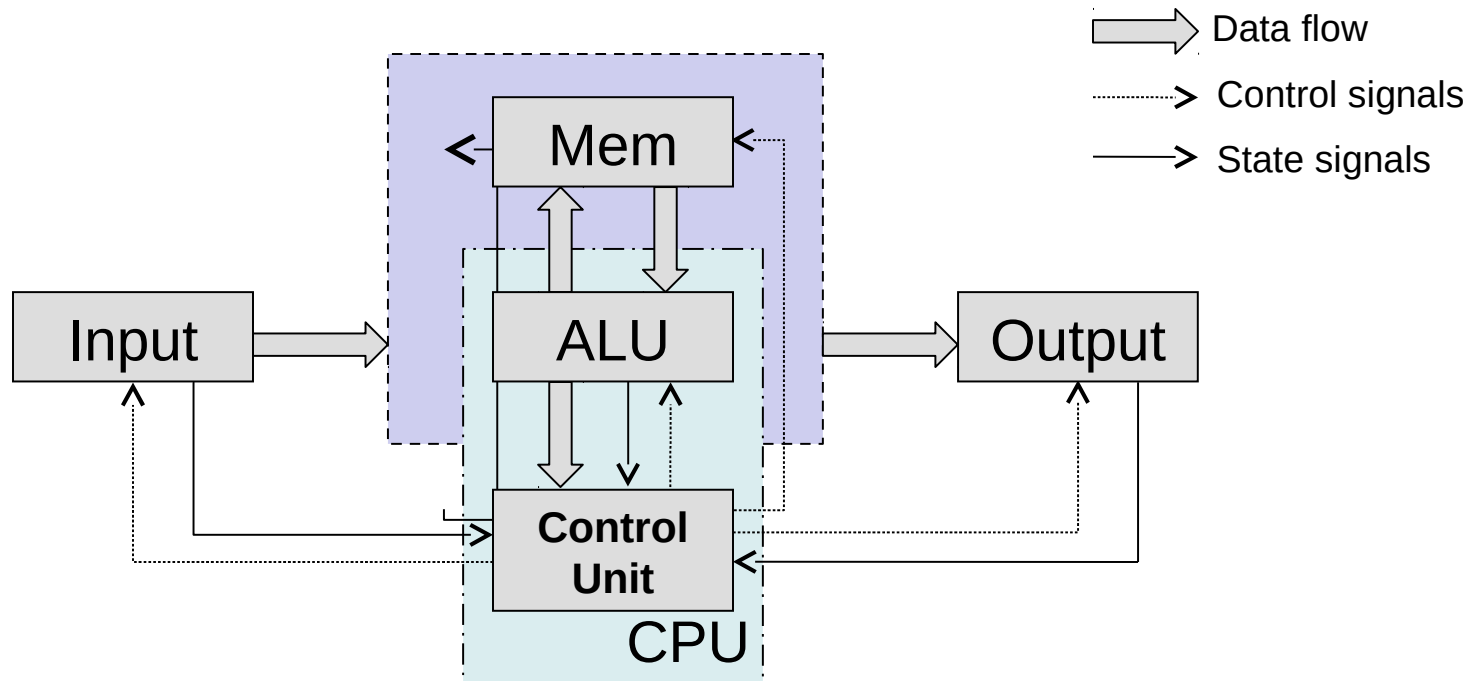 Data flow
Control signals
State signals
Mem
Input
ALU
Output
Control
Unit
CPU